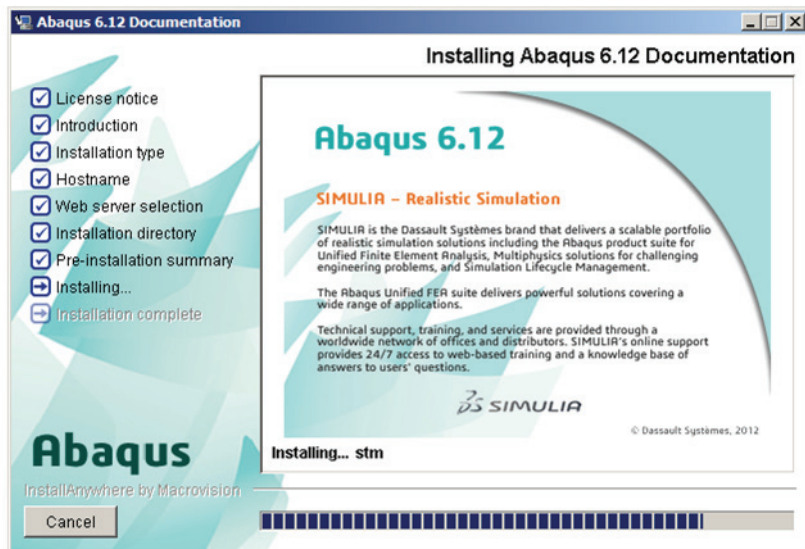 Abaqus 6.12 Documentation
Installing Abaqus 6.12 Documentation
License notice
Introduction
Installation type
Hostname
Web server selection
Installation directory
Pre-installation summary
Installing...
Installation complete
Abaqus 6.12
SIMULIA – Realistic Simulation
SIMULIA is the Dassault Systèmes brand that delivers a scalable portfolio
of realistic simulation solutions including the Abaqus product suite for
Unified Finite Element Analysis, Multiphysics solutions for challenging
engineering problems, and Simulation Lifecycle Management.
The Abaqus Unified FEA suite delivers powerful solutions covering a
wide range of applications.
Technical support, training, and services are provided through a
worldwide network of offices and distributors. SIMULIA's online support
provides 24/7 access to web-based training and a knowledge base of
answers to users' questions.
SIMULIA
© Dassault Systèmes, 2012
Installing... stm
Abaqus
InstallAnywhere by Macrovision
Cancel